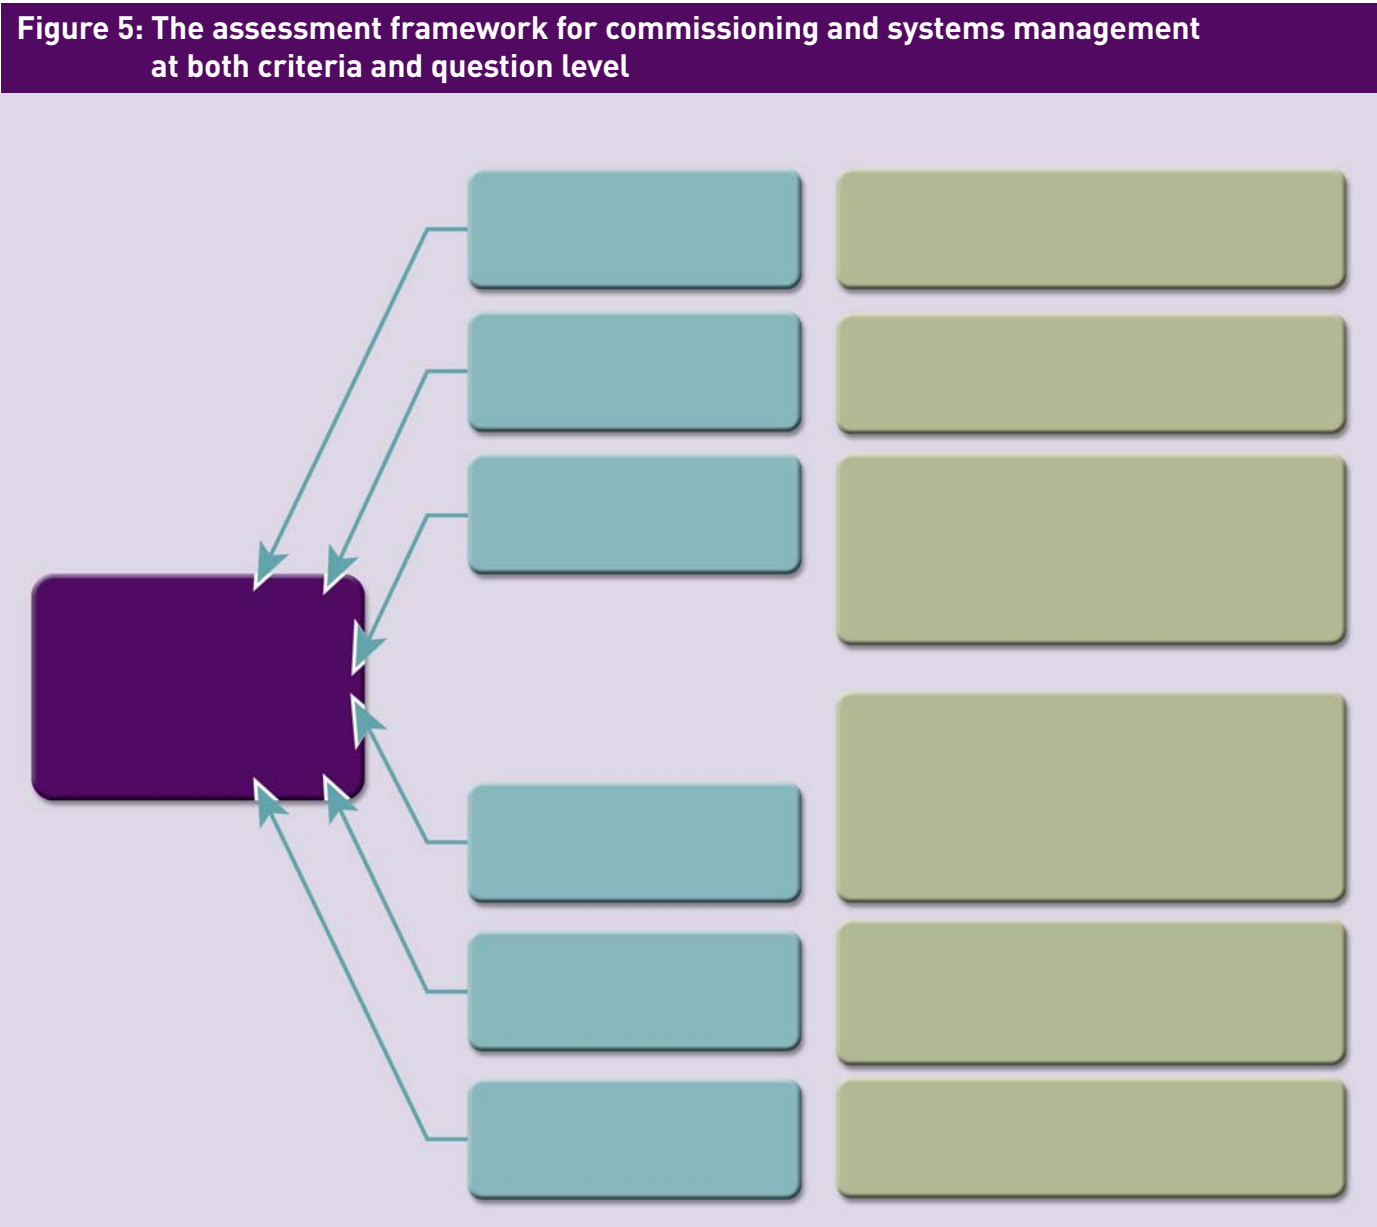 Figure 5: The assessment framework for commissioning and systems management
at both criteria and question level